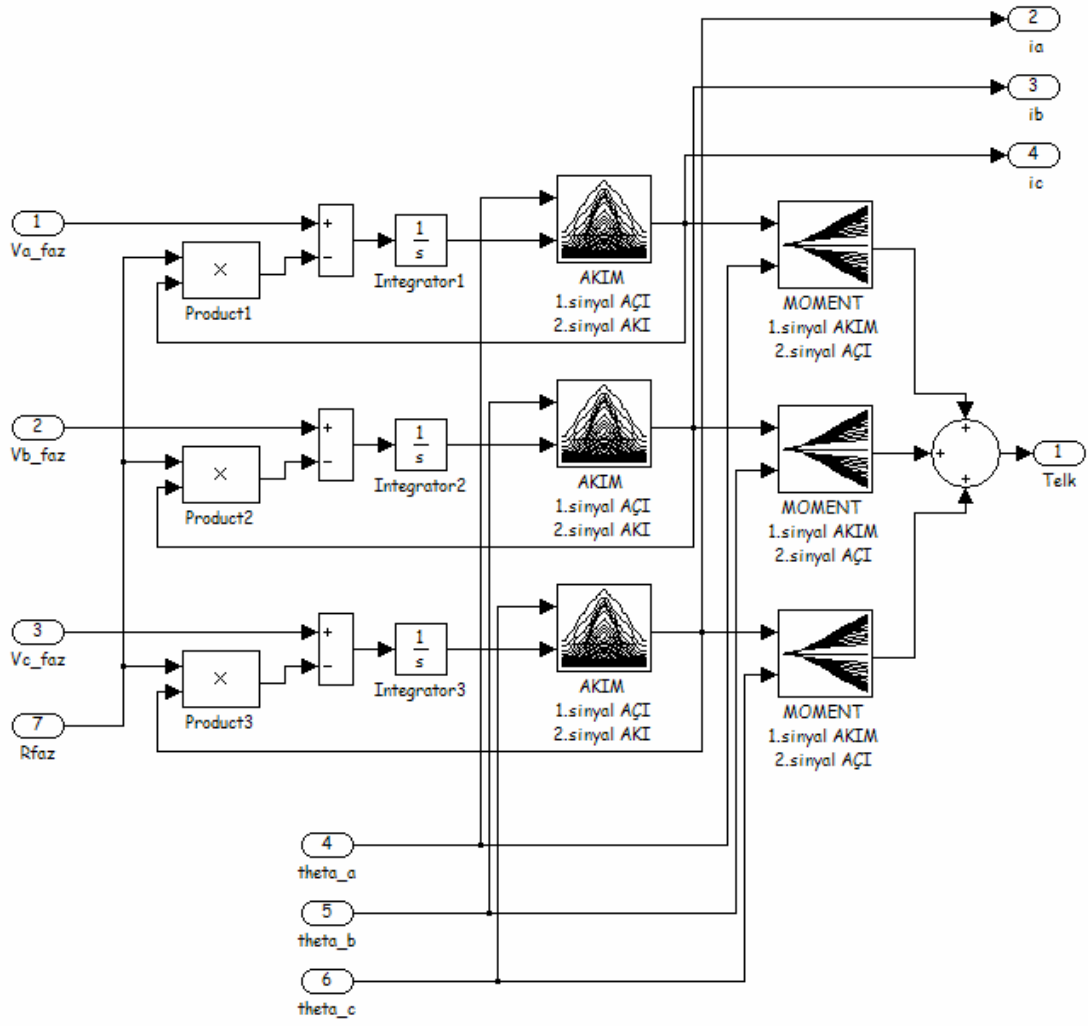 2
ia
3
ib
4
ic
1
Va_faz
+
−
×
Product1
1
s
Integrator1
AKIM
1.sinyal AÇI
2.sinyal AKI
MOMENT
1.sinyal AKIM
2.sinyal AÇI
2
Vb_faz
+
−
×
Product2
1
s
Integrator2
AKIM
1.sinyal AÇI
2.sinyal AKI
MOMENT
1.sinyal AKIM
2.sinyal AÇI
+
+
+
1
Telk
3
Vc_faz
+
−
×
Product3
1
s
Integrator3
AKIM
1.sinyal AÇI
2.sinyal AKI
MOMENT
1.sinyal AKIM
2.sinyal AÇI
7
Rfaz
4
theta_a
5
theta_b
6
theta_c